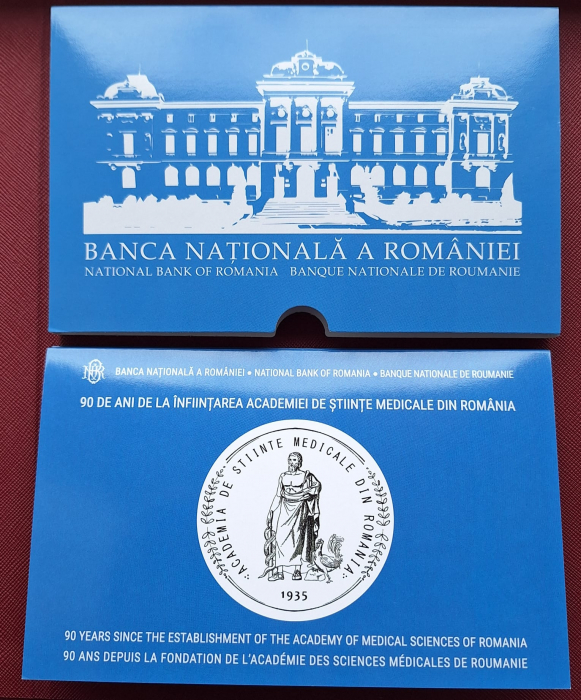 BANCA NAȚIONALĂ A ROMÂNIEI
NATIONAL BANK OF ROMANIA BANQUE NATIONALE DE ROUMANIE
BANCA NAȚIONALĂ A ROMÂNIEI • NATIONAL BANK OF ROMANIA • BANQUE NATIONALE DE ROUMANIE
90 DE ANI DE LA ÎNFIINȚAREA ACADEMIEI DE ȘTIINȚE MEDICALE DIN ROMÂNIA
"ACADEMIA DE STIINTE MEDICALE DIN ROMANIA"
1935
90 YEARS SINCE THE ESTABLISHMENT OF THE ACADEMY OF MEDICAL SCIENCES OF ROMANIA
90 ANS DEPUIS LA FONDATION DE L'ACADÉMIE DES SCIENCES MÉDICALES DE ROUMANIE